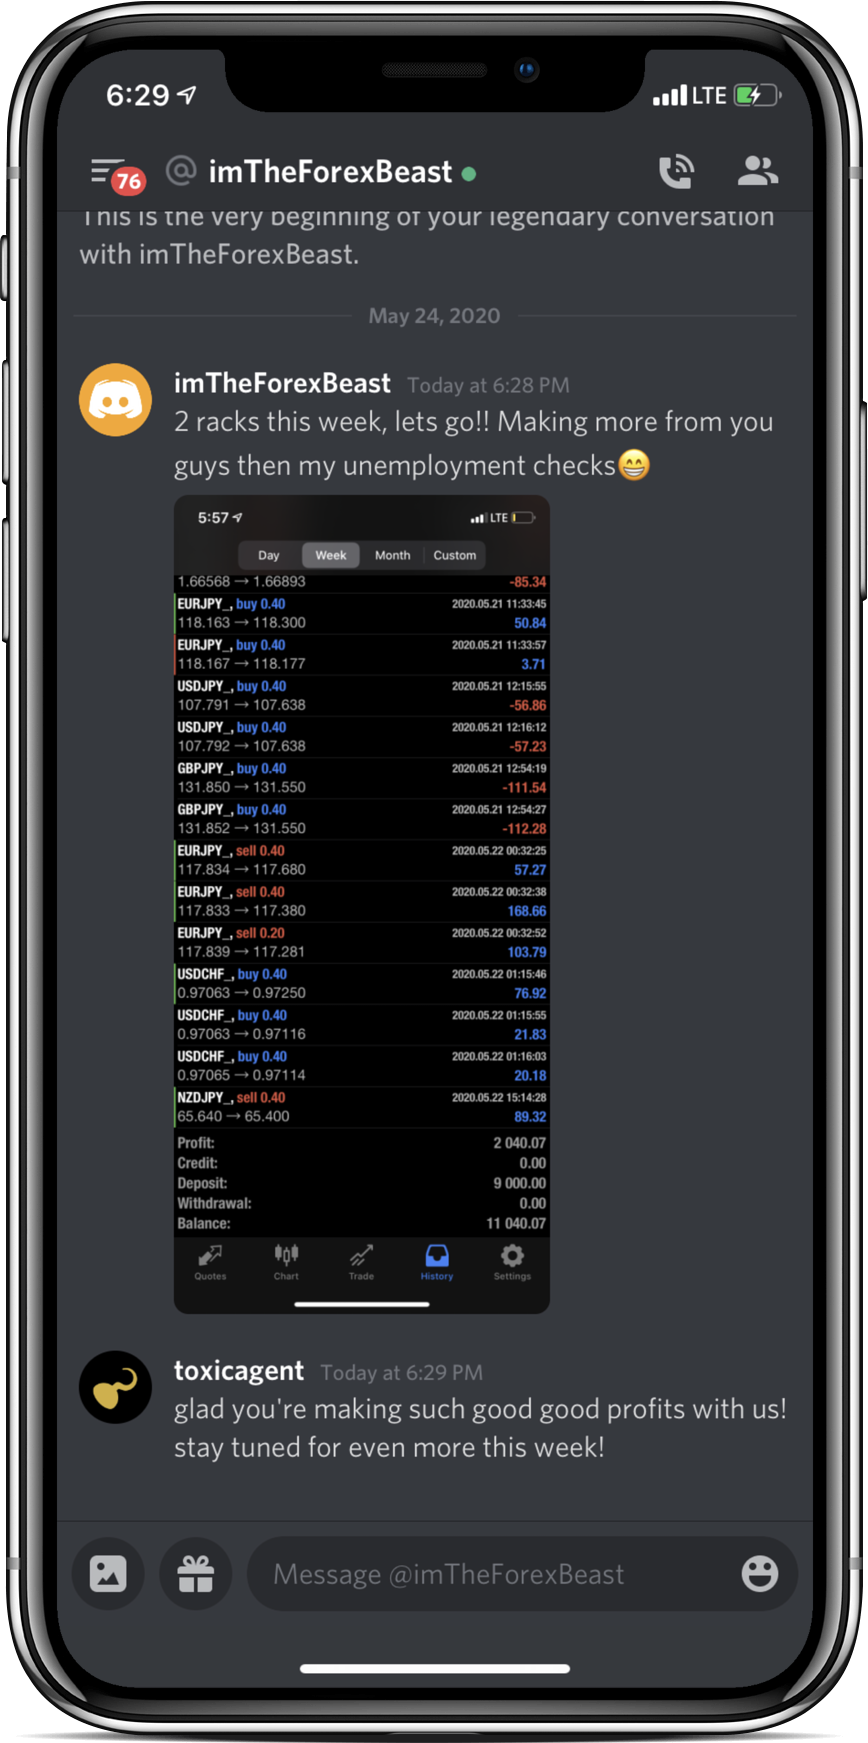 6:29
LTE
76
@ imTheForexBeast
This is the very beginning of your legendary conversation
with imTheForexBeast.
May 24, 2020
imTheForexBeast Today at 6:28 PM
2 racks this week, lets go!! Making more from you
guys then my unemployment checks😁
5:57 LTE
Day Week Month Custom
1.66568 → 1.66893 -85.34
EURJPY_, buy 0.40 2020.05.21 11:33:45
118.163 → 118.300 50.84
EURJPY_, buy 0.40 2020.05.21 11:33:57
118.167 → 118.177 3.71
USDJPY_, buy 0.40 2020.05.21 12:15:55
107.791 → 107.638 -56.86
USDJPY_, buy 0.40 2020.05.21 12:16:12
107.792 → 107.638 -57.23
GBPJPY_, buy 0.40 2020.05.21 12:54:19
131.850 → 131.550 -111.54
GBPJPY_, buy 0.40 2020.05.21 12:54:27
131.852 → 131.550 -112.28
EURJPY_, sell 0.40 2020.05.22 00:32:25
117.834 → 117.680 57.27
EURJPY_, sell 0.40 2020.05.22 00:32:38
117.833 → 117.380 168.66
EURJPY_, sell 0.20 2020.05.22 00:32:52
117.839 → 117.281 103.79
USDCHF_, buy 0.40 2020.05.22 01:15:46
0.97063 → 0.97250 76.92
USDCHF_, buy 0.40 2020.05.22 01:15:55
0.97063 → 0.97116 21.83
USDCHF_, buy 0.40 2020.05.22 01:16:03
0.97065 → 0.97114 20.18
NZDJPY_, sell 0.40 2020.05.22 15:14:28
65.640 → 65.400 89.32
Profit: 2 040.07
Credit: 0.00
Deposit: 9 000.00
Withdrawal: 0.00
Balance: 11 040.07
Quotes Chart Trade History Settings
toxicagent Today at 6:29 PM
glad you're making such good good profits with us!
stay tuned for even more this week!
Message @imTheForexBeast